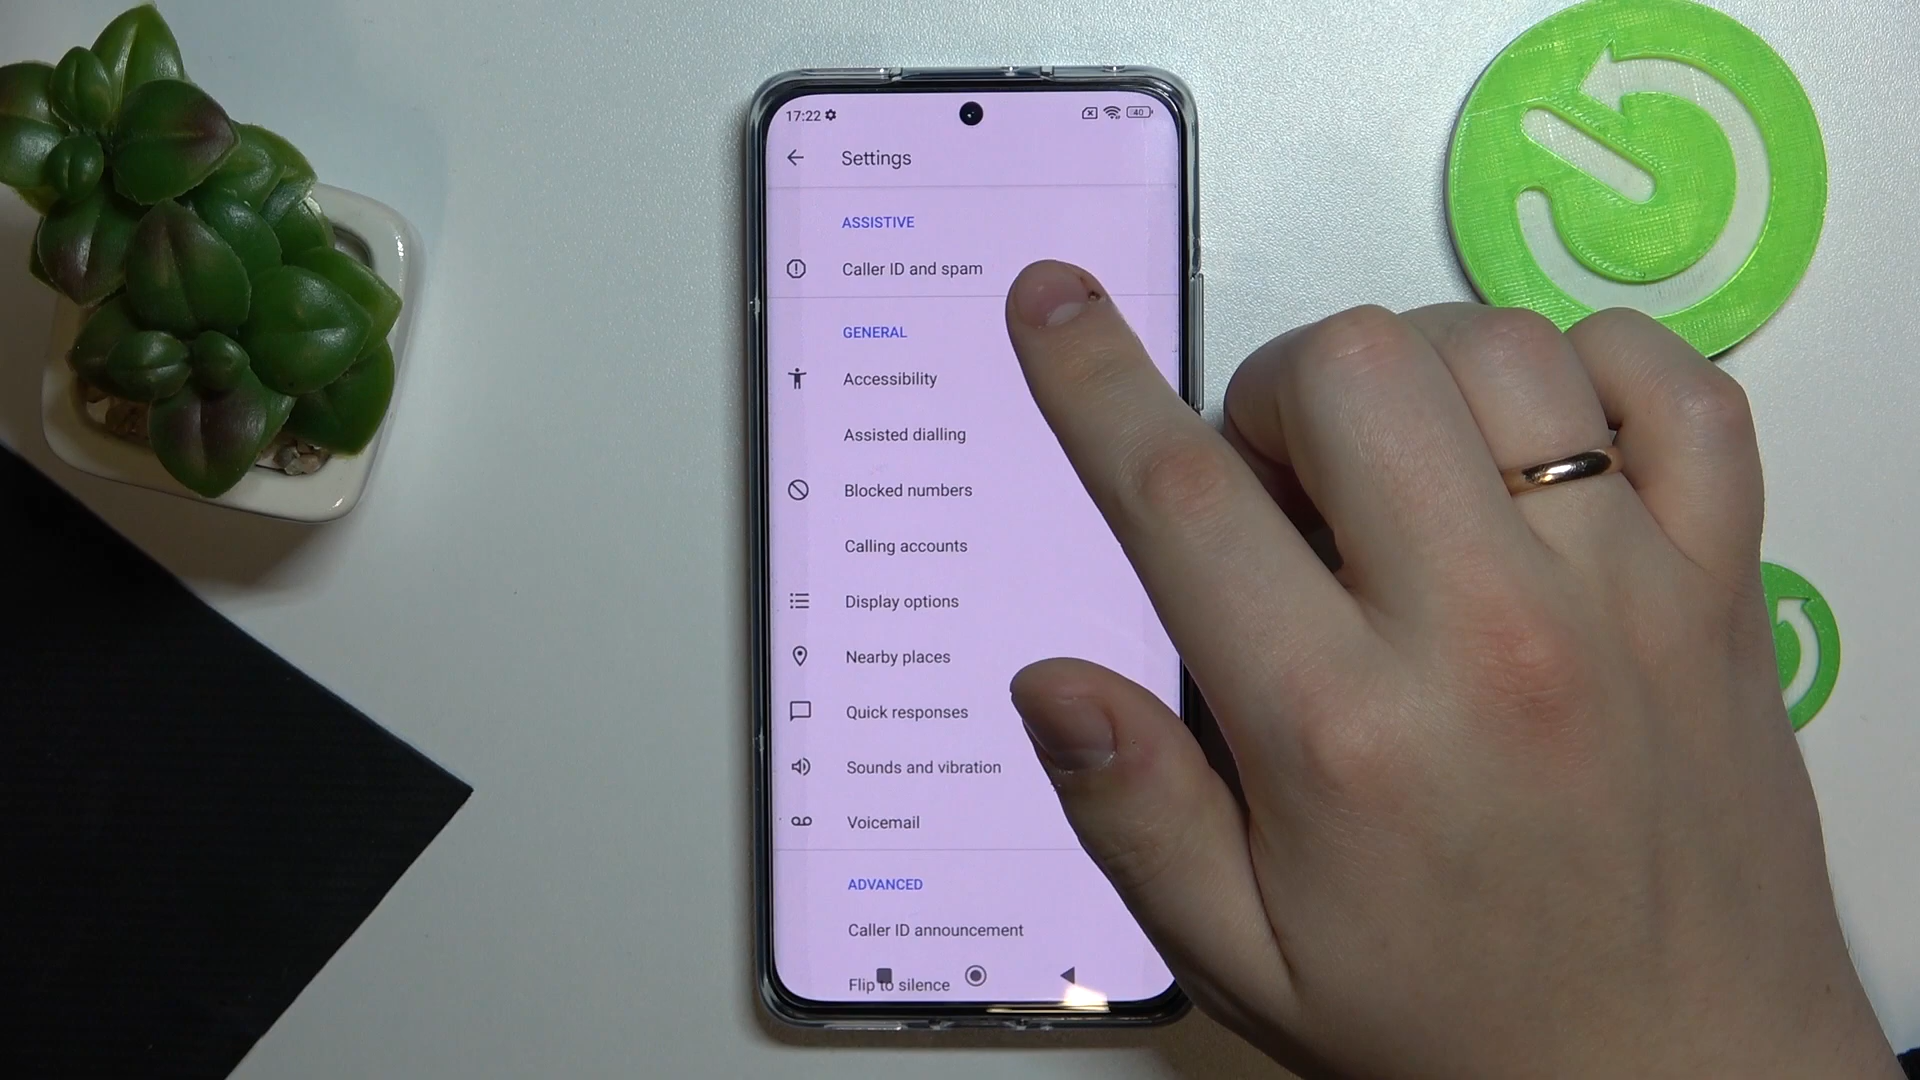 17:22
40
Settings
ASSISTIVE
Caller ID and spam
GENERAL
Accessibility
Assisted dialling
Blocked numbers
Calling accounts
Display options
Nearby places
Quick responses
Sounds and vibration
Voicemail
ADVANCED
Caller ID announcement
Flip to silence